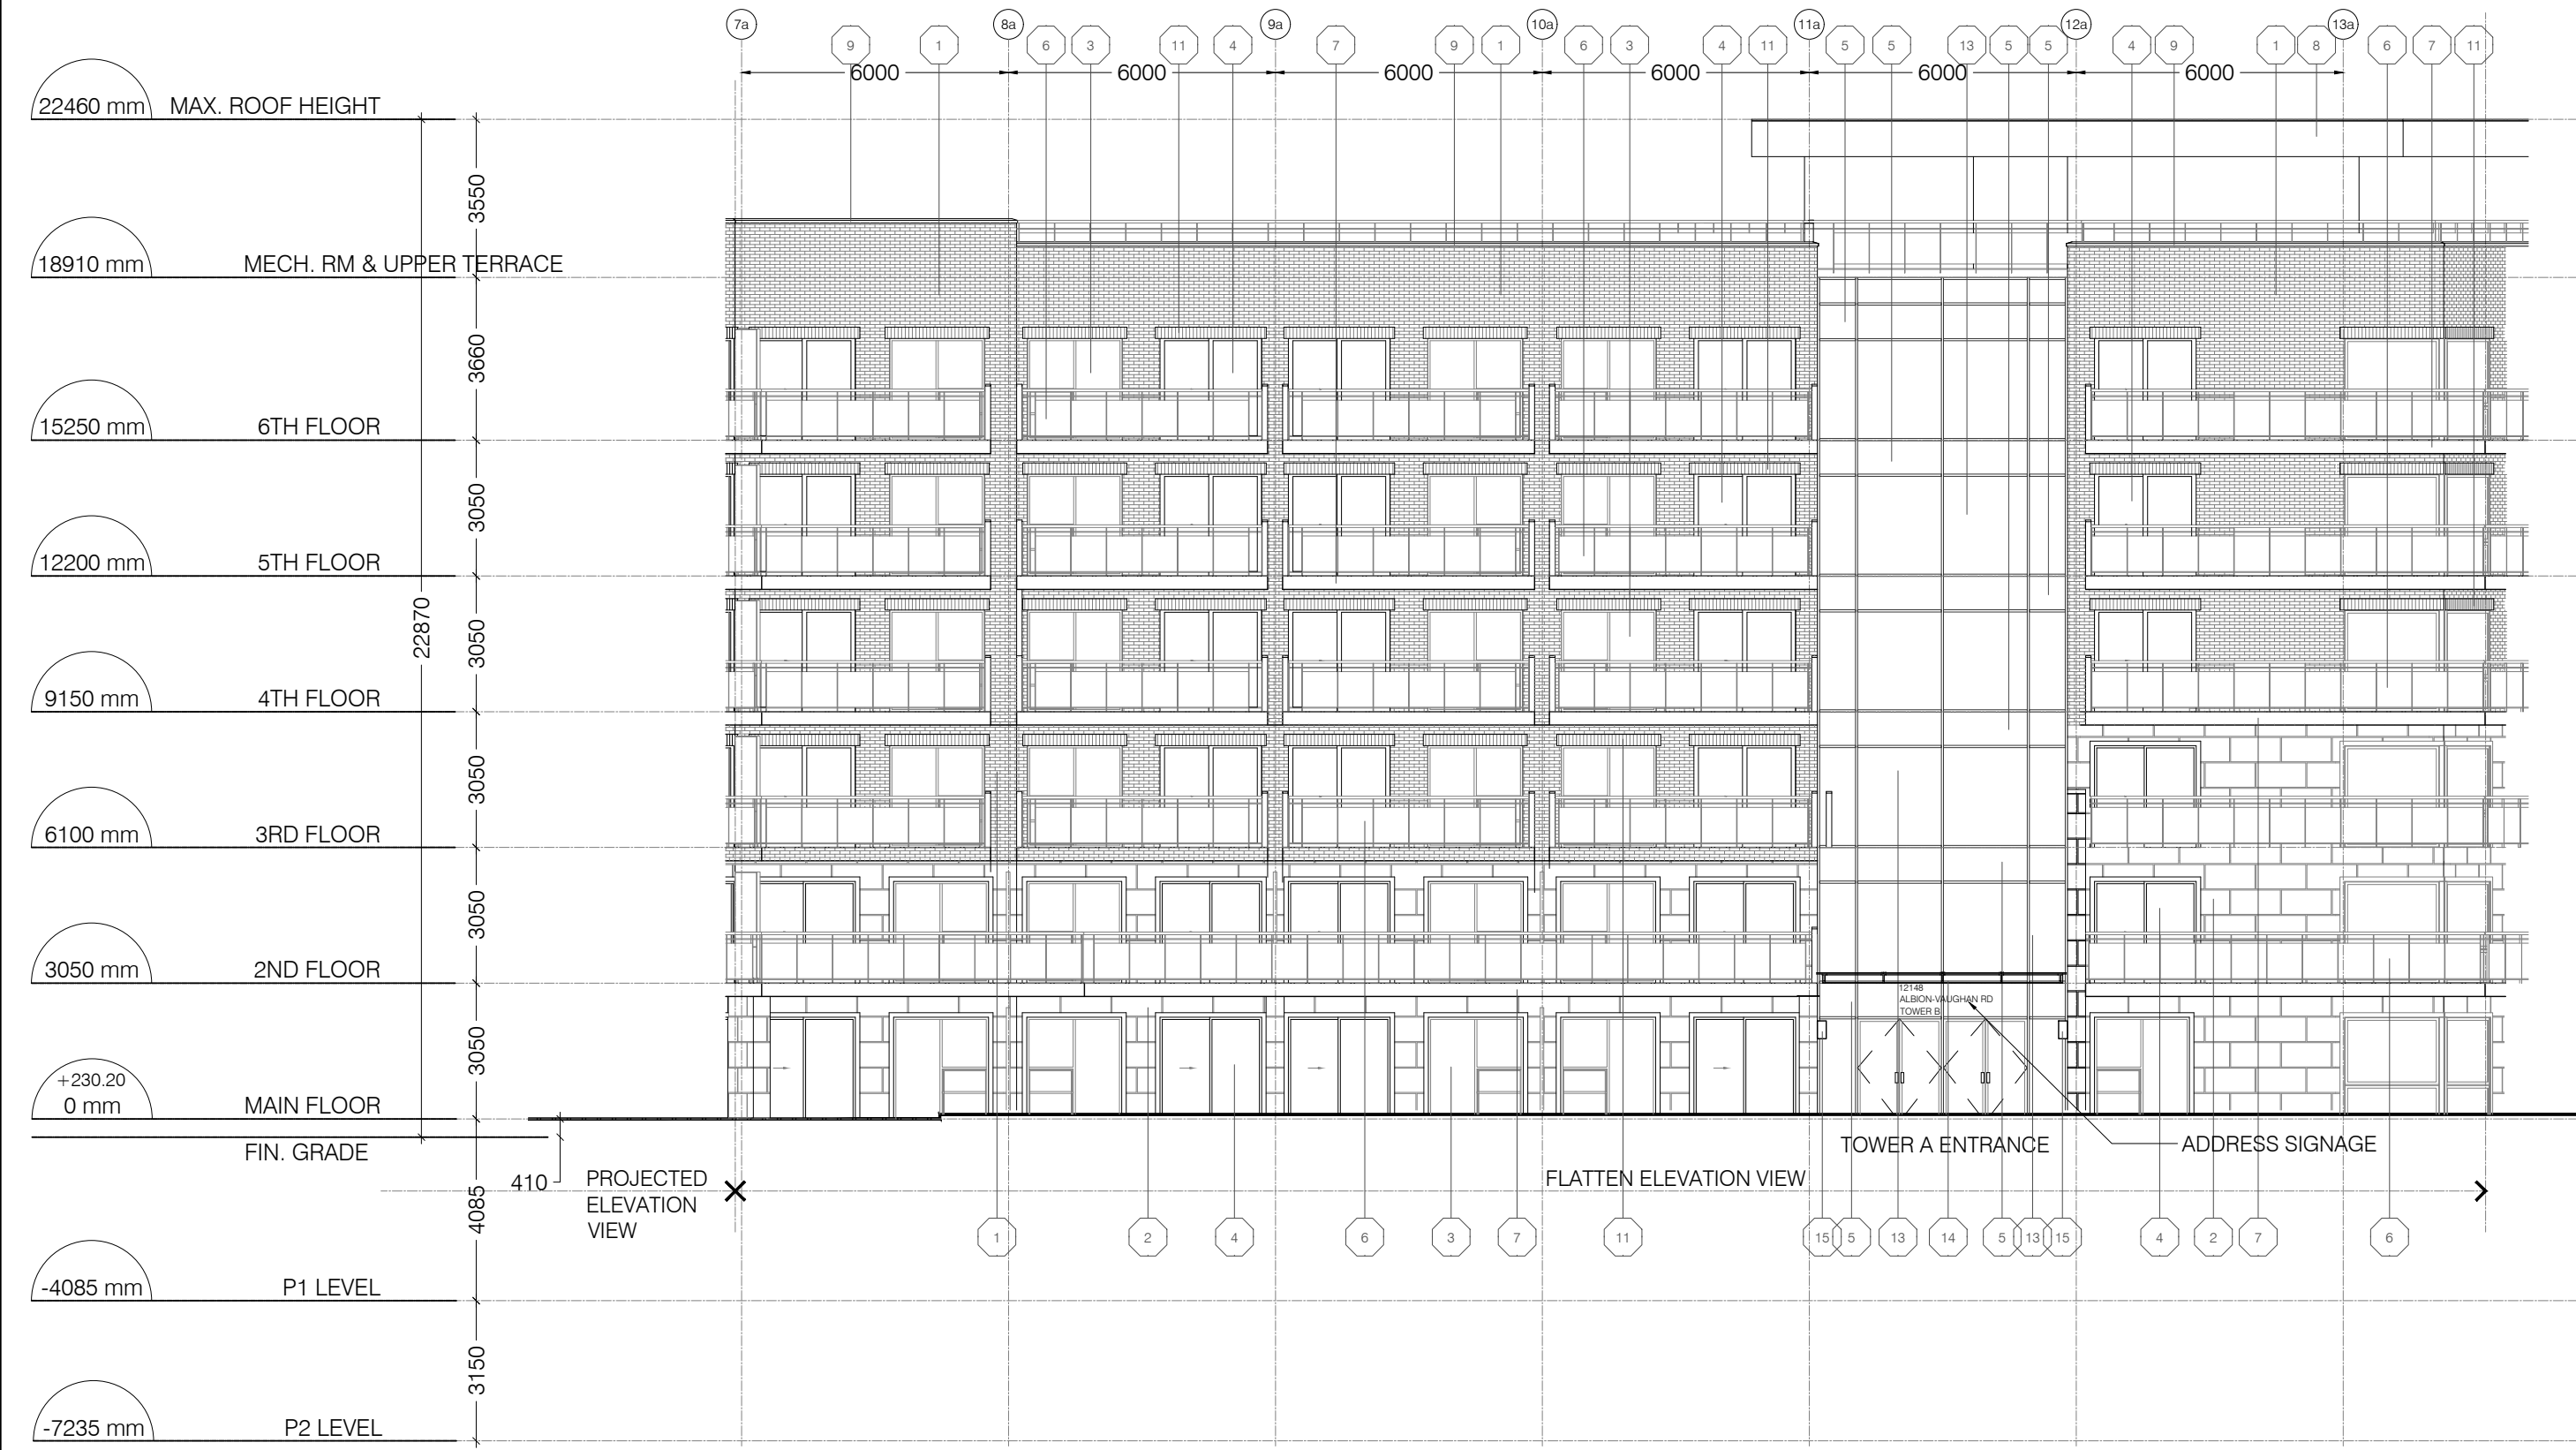 7a 8a 9a 10a 11a 12a 13a
9 1 6 3 11 4 7 9 1 6 3 4 11 5 5 13 5 5 4 9 1 8 6 7 11
6000 6000 6000 6000 6000 6000
22460 mm MAX. ROOF HEIGHT
3550
18910 mm MECH. RM & UPPER TERRACE
3660
15250 mm 6TH FLOOR
3050
12200 mm 5TH FLOOR
22870
3050
9150 mm 4TH FLOOR
3050
6100 mm 3RD FLOOR
3050
3050 mm 2ND FLOOR
12148
ALBION-VAUGHAN RD
TOWER B
3050
+230.20
0 mm MAIN FLOOR
FIN. GRADE
TOWER A ENTRANCE
ADDRESS SIGNAGE
410
PROJECTED
ELEVATION
VIEW
FLATTEN ELEVATION VIEW
4085
1 2 4 6 3 7 11 15 5 13 14 5 13 15 4 2 7 6
-4085 mm P1 LEVEL
3150
-7235 mm P2 LEVEL